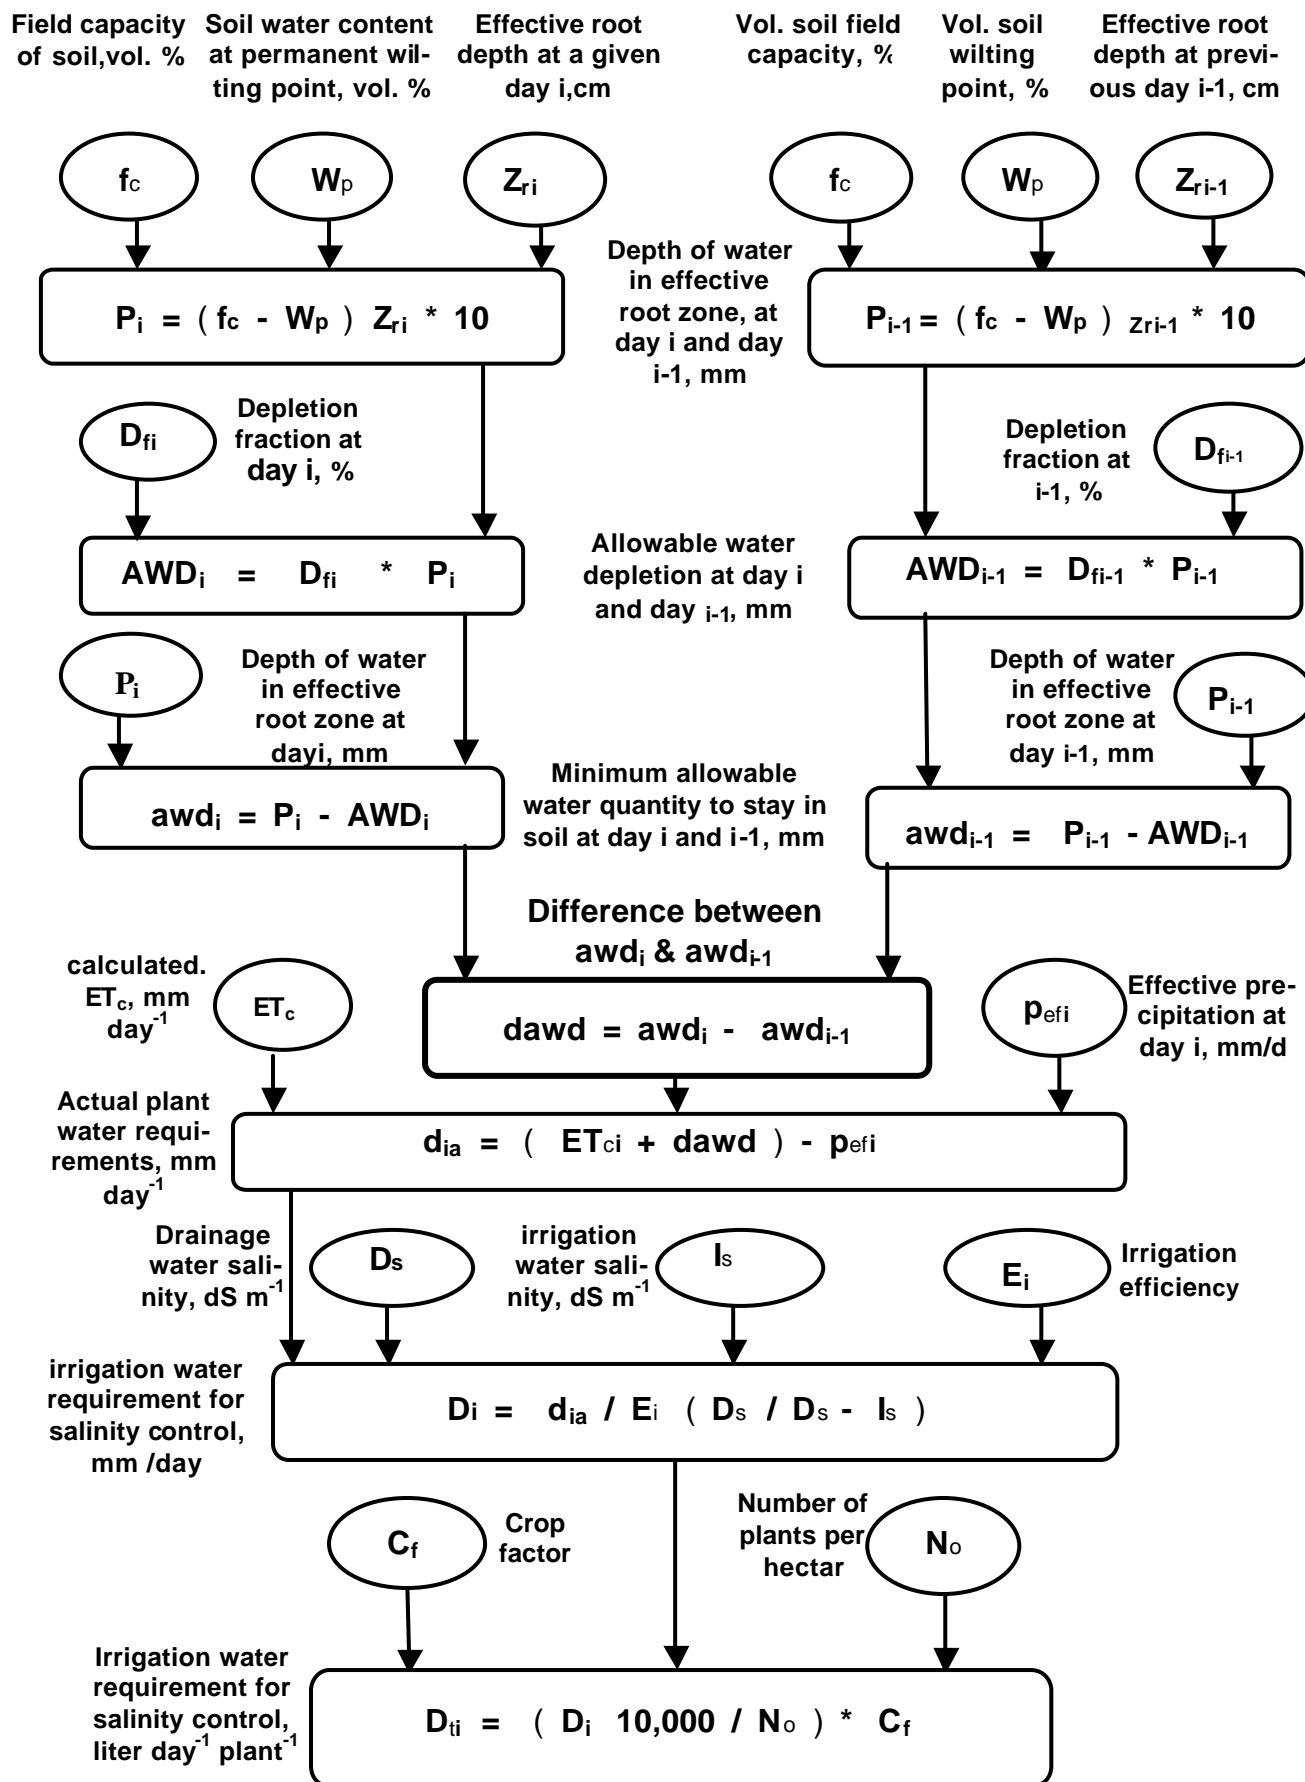 Field capacity
of soil,vol. %
Soil water content
at permanent wil-
ting point, vol. %
Effective root
depth at a given
day i,cm
Vol. soil field
capacity, %
Vol. soil
wilting
point, %
Effective root
depth at previ-
ous day i-1, cm
fc
Wp
Zri
fc
Wp
Zri-1
Pi = ( fc - Wp ) Zri * 10
Depth of water
in effective
root zone, at
day i and day
i-1, mm
Pi-1 = ( fc - Wp ) Zri-1 * 10
Dfi
Depletion
fraction at
day i, %
Depletion
fraction at
i-1, %
Dfi-1
AWDi = Dfi * Pi
Allowable water
depletion at day i
and day i-1, mm
AWDi-1 = Dfi-1 * Pi-1
Pi
Depth of water
in effective
root zone at
dayi, mm
Depth of water
in effective
root zone at
day i-1, mm
Pi-1
awdi = Pi - AWDi
Minimum allowable
water quantity to stay in
soil at day i and i-1, mm
awdi-1 = Pi-1 - AWDi-1
Difference between
awdi & awdi-1
calculated.
ETc, mm
day-1
ETc
dawd = awdi - awdi-1
pefi
Effective pre-
cipitation at
day i, mm/d
Actual plant
water requi-
rements, mm
day-1
dia = ( ETci + dawd ) - pefi
Drainage
water sali-
nity, dS m-1
Ds
irrigation
water sali-
nity, dS m-1
Is
Ei
Irrigation
efficiency
irrigation water
requirement for
salinity control,
mm /day
Di = dia / Ei ( Ds / Ds - Is )
Cf
Crop
factor
Number of
plants per
hectar
No
Irrigation water
requirement for
salinity control,
liter day-1 plant-1
Dti = ( Di 10,000 / No ) * Cf